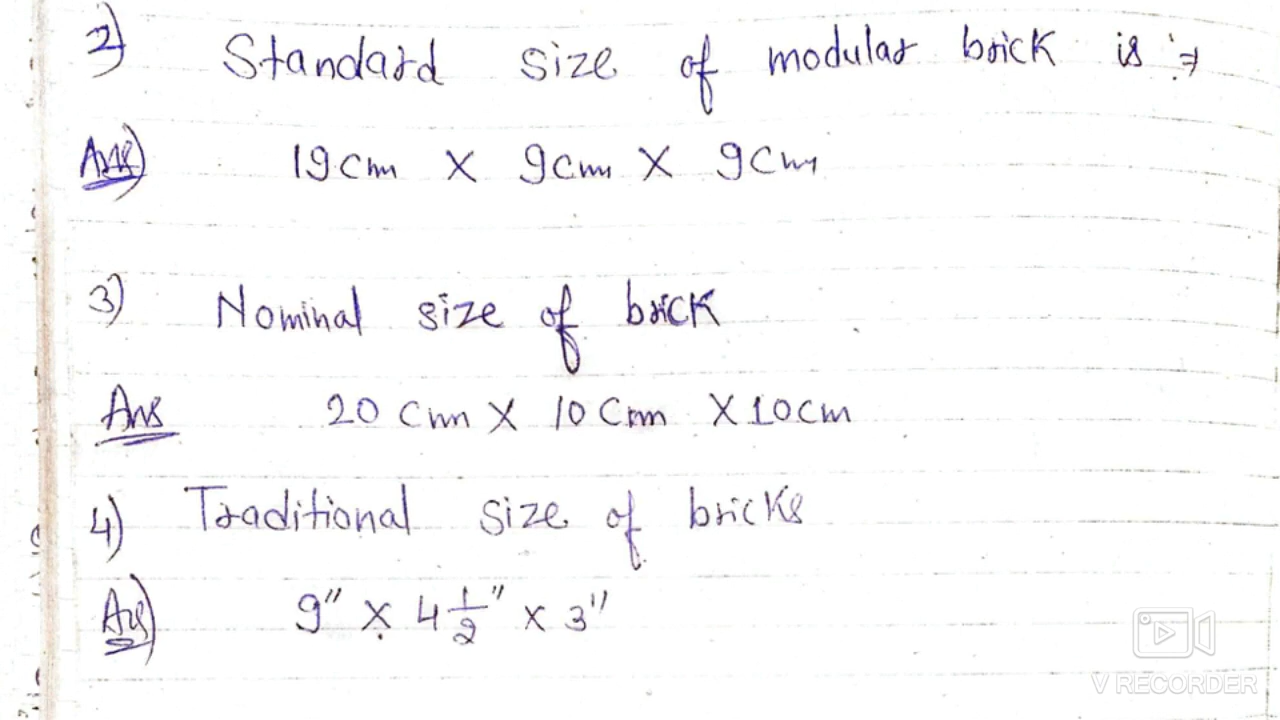 2) Standard size of modular brick is :→
Ans) 19cm X 9cm X 9cm
3) Nominal size of brick
Ans 20 cm X 10 cm X 10cm
4) Traditional size of bricks
Ans) 9" X 4 1/2" X 3"
V RECORDER